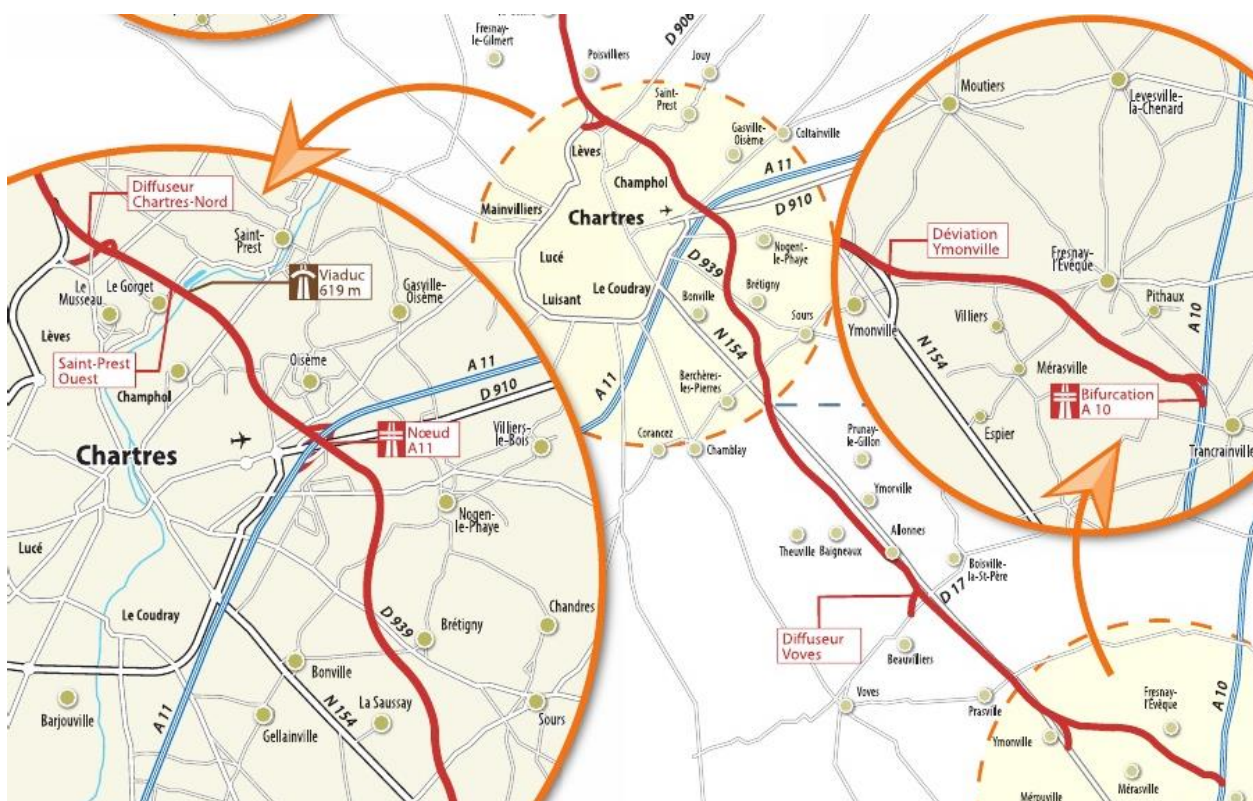 Fresnay-
le-Gilmert
Poisvilliers
D 906
Jouy
Saint-
Prest
Gasville-
Oisème
Coltainville
Lèves
Champhol
A 11
D 910
Mainvilliers
Chartres
Nogent-
le-Phaye
Lucé
D 939
Le Coudray
Brétigny
Bonville
Luisant
Sours
N 154
A 11
Berchères-
les-Pierres
Corancez
Chamblay
Prunay-
le-Gillon
Ymorville
Allonnes
Theuville
Baigneaux
Boisville-
la-St-Père
D 17
Diffuseur
Voves
Beauvilliers
Voves
Prasville
Ymonville
Fresnay-
l'Evêque
A 10
Mérasville
Mérouville
Diffuseur
Chartres-Nord
Saint-
Prest
Viaduc
619 m
Le
Musseau
Le Gorget
Gasville-
Oisème
Lèves
Saint-Prest
Ouest
Oisème
A 11
Champhol
D 910
Nœud
A11
Villiers-
le-Bois
Chartres
Nogen-
le-Phaye
Lucé
Le Coudray
D 939
Brétigny
Chandres
Bonville
Barjouville
A 11
N 154
La Saussay
Gellainville
Sours
Moutiers
Levesville-
la-Chenard
Déviation
Ymonville
Fresnay-
l'Evêque
Pithaux
A 10
Villiers
Ymonville
N 154
Mérasville
Bifurcation
A 10
Espier
Trancrainville